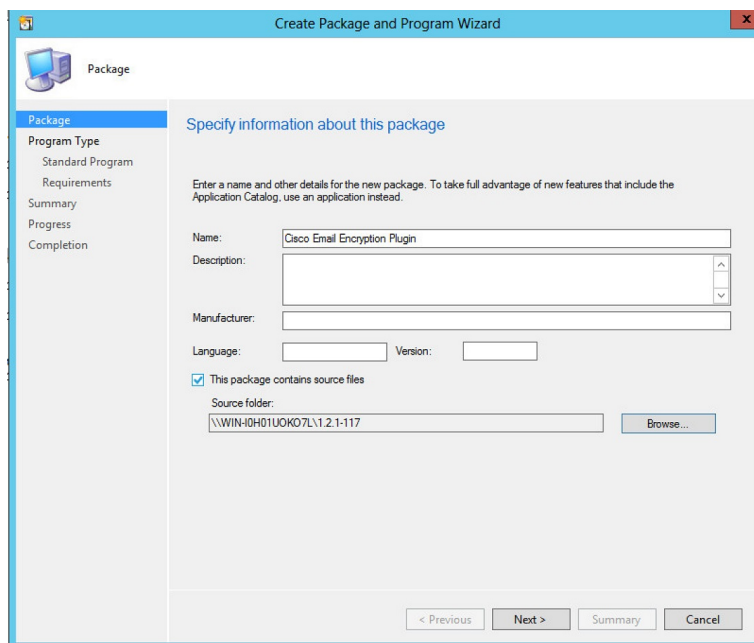 Create Package and Program Wizard
x
Package
Package
Program Type
Standard Program
Requirements
Summary
Progress
Completion
Specify information about this package
Enter a name and other details for the new package. To take full advantage of new features that include the
Application Catalog, use an application instead.
Name: Cisco Email Encryption Plugin
Description:
Manufacturer:
Language: Version:
This package contains source files
Source folder:
\\WIN-I0H01UOKO7L\1.2.1-117 Browse...
< Previous Next > Summary Cancel